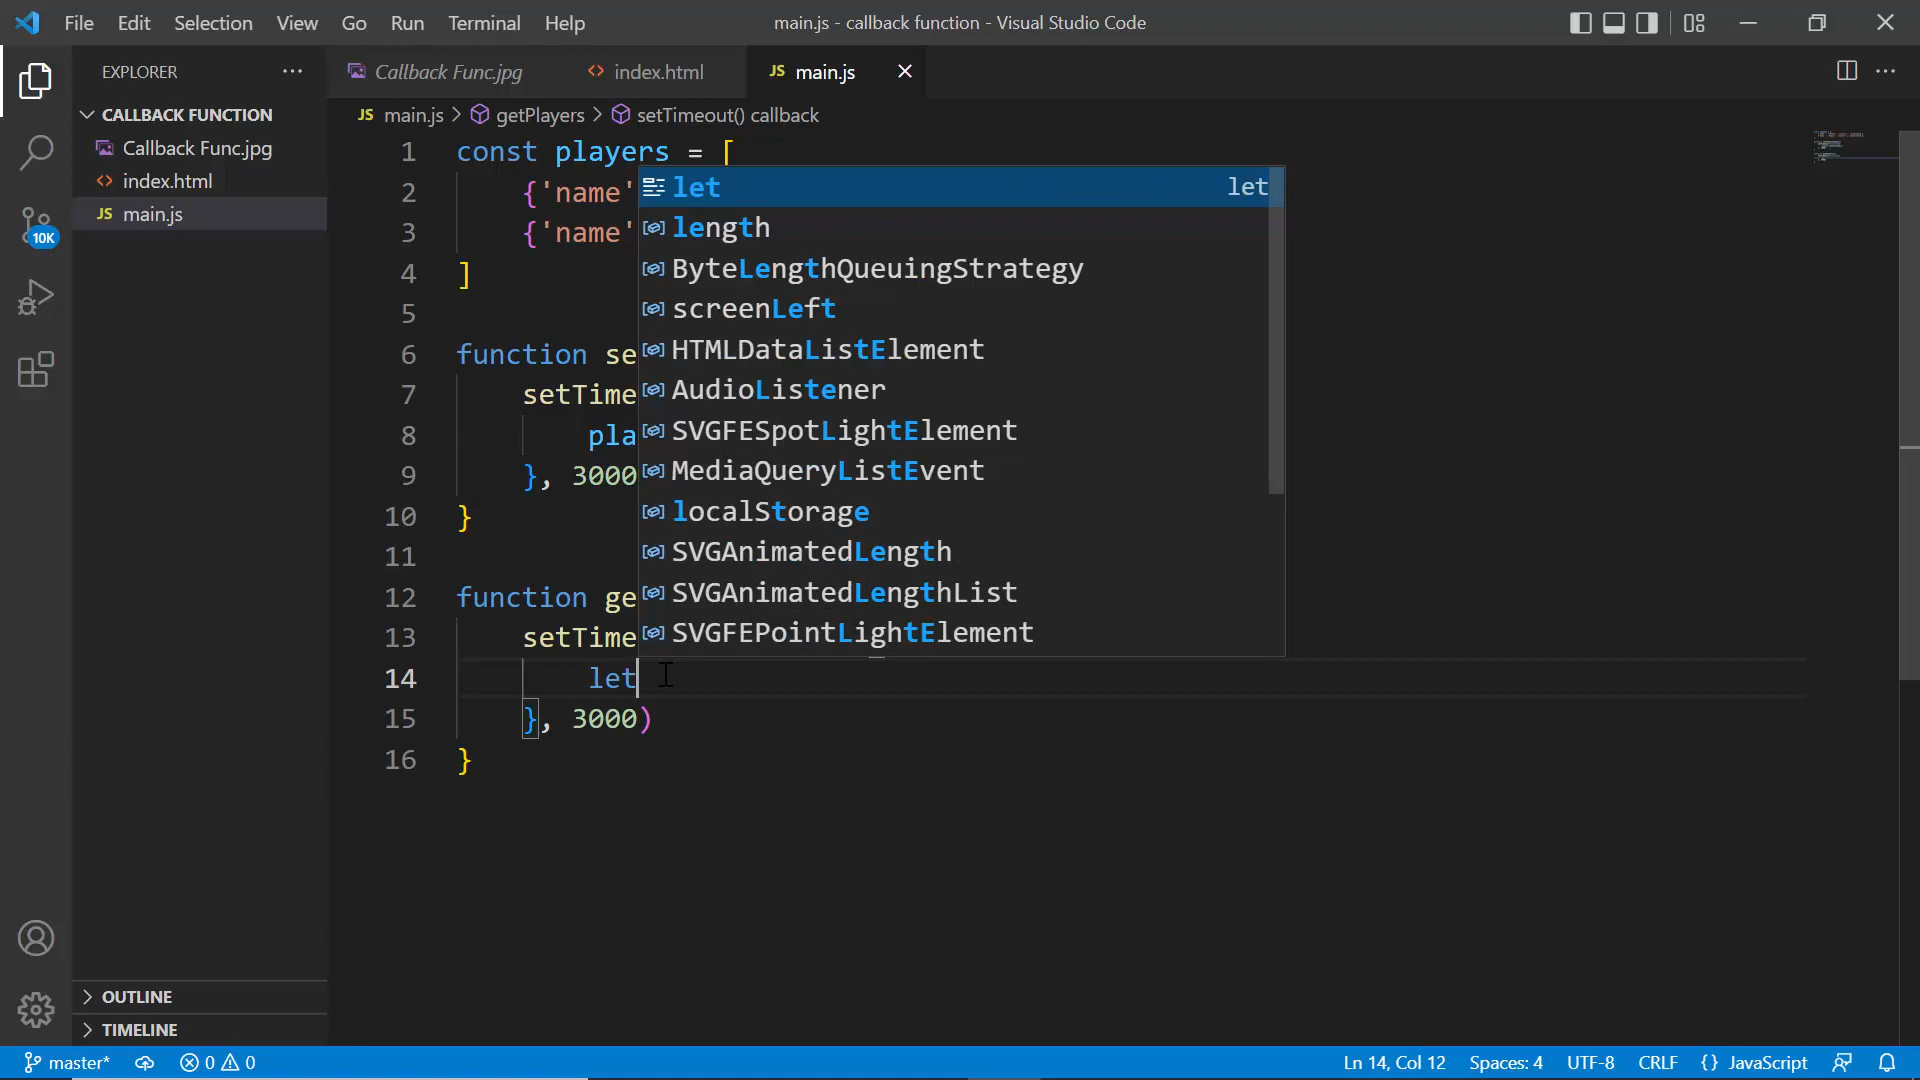 File Edit Selection View Go Run Terminal Help
main.js - callback function - Visual Studio Code
EXPLORER
CALLBACK FUNCTION
Callback Func.jpg
index.html
JS main.js
10K
OUTLINE
TIMELINE
Callback Func.jpg index.html JS main.js
JS main.js > getPlayers > setTimeout() callback
1 const players = [
2 {'name'
3 {'name'
4 ]
5
6 function se
7 setTime
8 pla
9 }, 3000
10 }
11
12 function ge
13 setTime
14 let
15 }, 3000)
16 }
let let
length
ByteLengthQueuingStrategy
screenLeft
HTMLDataListElement
AudioListener
SVGFESpotLightElement
MediaQueryListEvent
localStorage
SVGAnimatedLength
SVGAnimatedLengthList
SVGFEPointLightElement
master* 0 0
Ln 14, Col 12 Spaces: 4 UTF-8 CRLF {} JavaScript